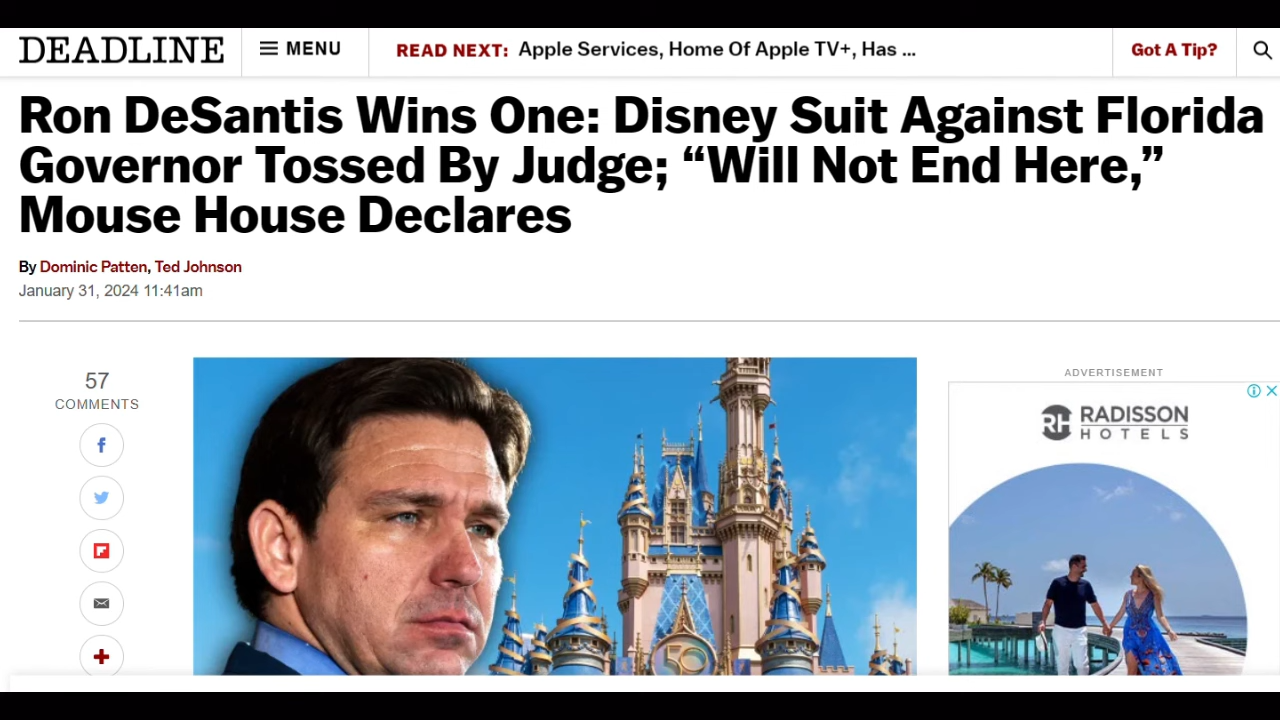 DEADLINE
MENU
READ NEXT: Apple Services, Home Of Apple TV+, Has ...
Got A Tip?
Ron DeSantis Wins One: Disney Suit Against Florida
Governor Tossed By Judge; “Will Not End Here,”
Mouse House Declares
By Dominic Patten, Ted Johnson
January 31, 2024 11:41am
57
COMMENTS
50
ADVERTISEMENT
RH RADISSON
HOTELS